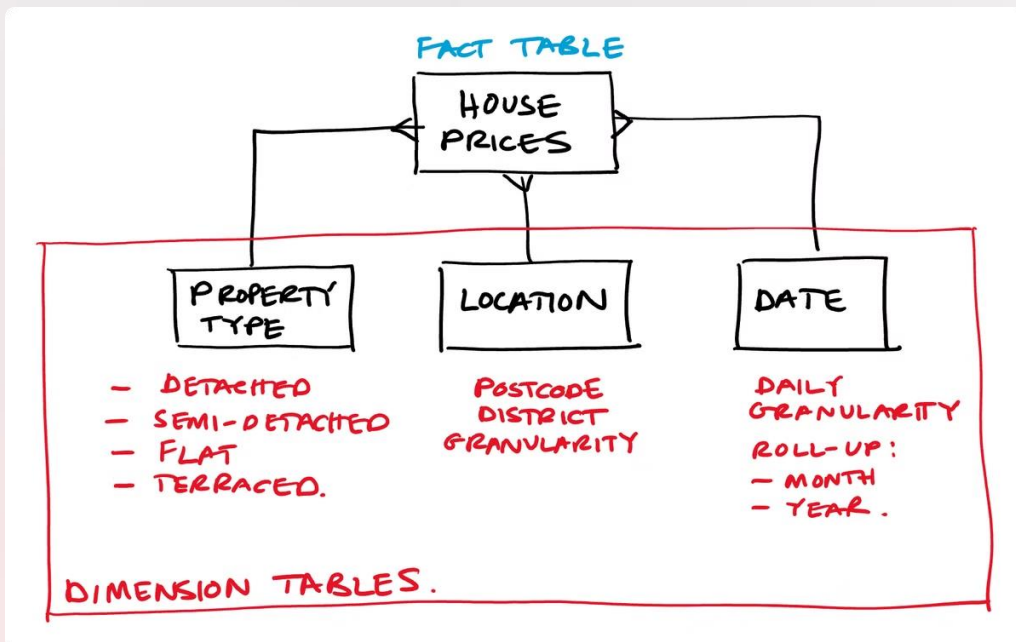 FACT TABLE
HOUSE
PRICES
PROPERTY
TYPE
LOCATION
DATE
- DETACHED
- SEMI-DETACHED
- FLAT
- TERRACED.
POSTCODE
DISTRICT
GRANULARITY
DAILY
GRANULARITY
ROLL-UP:
- MONTH
- YEAR.
DIMENSION TABLES.